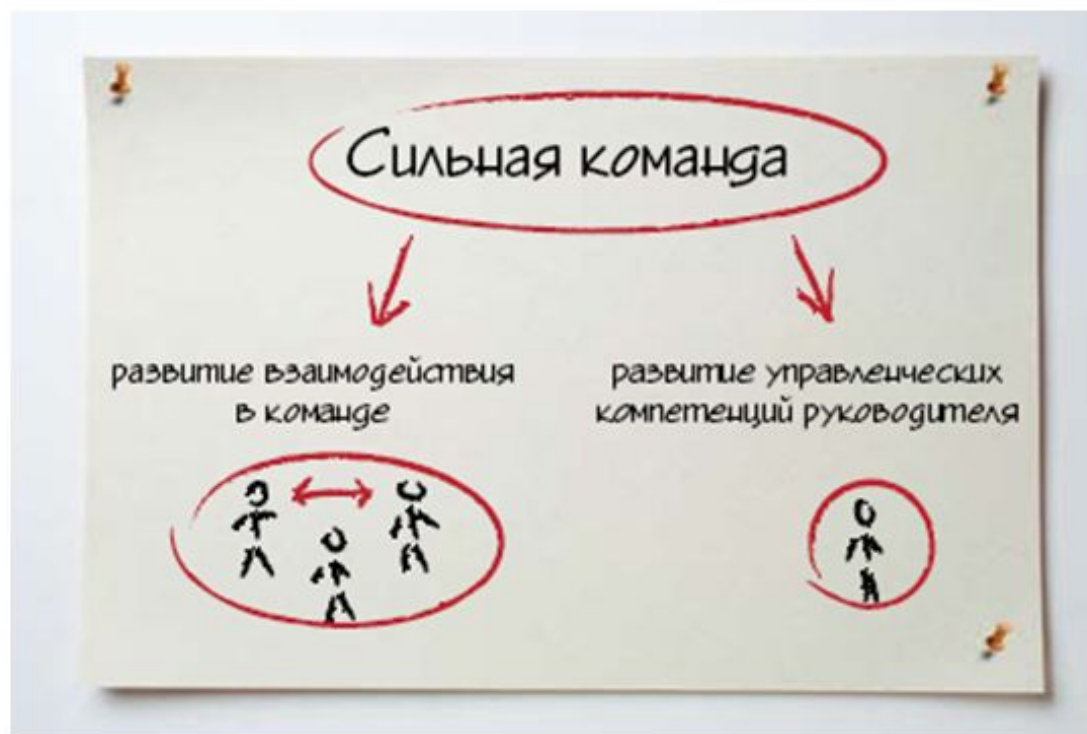 Сильная команда
развитие взаимодействия
в команде
развитие управленческих
компетенций руководителя